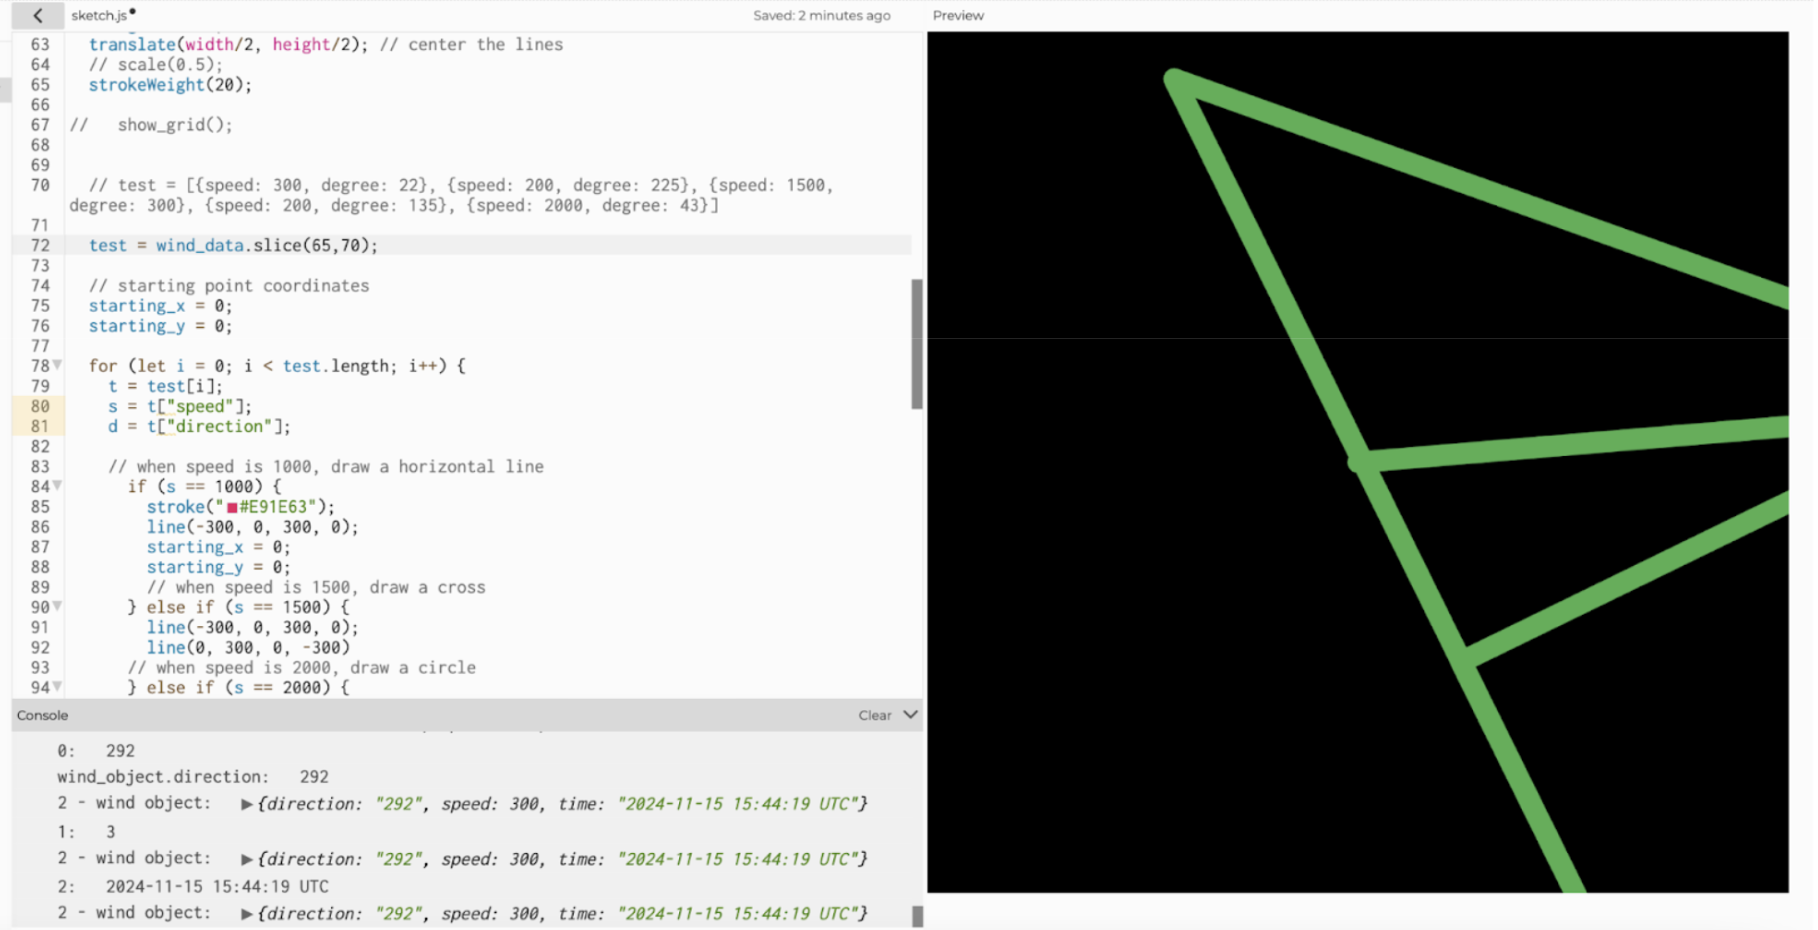 sketch.js
Saved: 2 minutes ago
Preview
63 translate(width/2, height/2); // center the lines
64 // scale(0.5);
65 strokeWeight(20);
66
67 // show_grid();
68
69
70 // test = [{speed: 300, degree: 22}, {speed: 200, degree: 225}, {speed: 1500,
degree: 300}, {speed: 200, degree: 135}, {speed: 2000, degree: 43}]
71
72 test = wind_data.slice(65,70);
73
74 // starting point coordinates
75 starting_x = 0;
76 starting_y = 0;
77
78 for (let i = 0; i < test.length; i++) {
79 t = test[i];
80 s = t["speed"];
81 d = t["direction"];
82
83 // when speed is 1000, draw a horizontal line
84 if (s == 1000) {
85 stroke("#E91E63");
86 line(-300, 0, 300, 0);
87 starting_x = 0;
88 starting_y = 0;
89 // when speed is 1500, draw a cross
90 } else if (s == 1500) {
91 line(-300, 0, 300, 0);
92 line(0, 300, 0, -300)
93 // when speed is 2000, draw a circle
94 } else if (s == 2000) {
Console
Clear
0: 292
wind_object.direction: 292
2 - wind object: ▶{direction: "292", speed: 300, time: "2024-11-15 15:44:19 UTC"}
1: 3
2 - wind object: ▶{direction: "292", speed: 300, time: "2024-11-15 15:44:19 UTC"}
2: 2024-11-15 15:44:19 UTC
2 - wind object: ▶{direction: "292", speed: 300, time: "2024-11-15 15:44:19 UTC"}